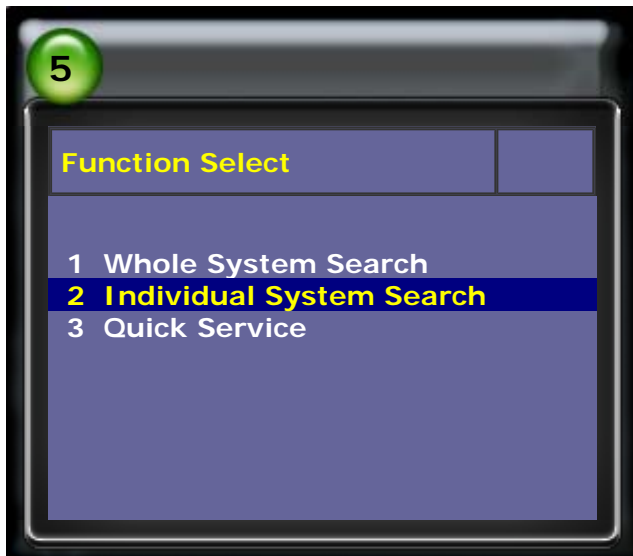 5
Function Select
1 Whole System Search
2 Individual System Search
3 Quick Service